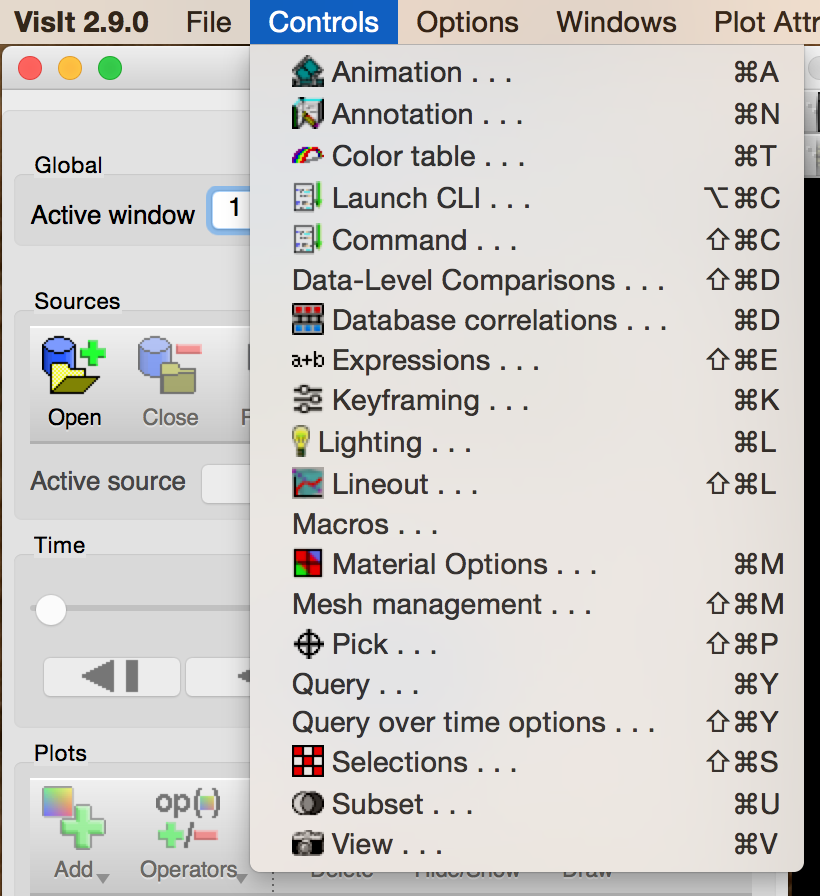 VisIt 2.9.0 File Controls Options Windows Plot Attr
Global
Active window 1
Sources
Open Close
Active source
Time
Plots
Add Operators
Animation . . . ⌘A
Annotation . . . ⌘N
Color table . . . ⌘T
Launch CLI . . . ⌥⌘C
Command . . . ⇧⌘C
Data-Level Comparisons . . . ⇧⌘D
Database correlations . . . ⌘D
a+b Expressions . . . ⇧⌘E
Keyframing . . . ⌘K
Lighting . . . ⌘L
Lineout . . . ⇧⌘L
Macros . . .
Material Options . . . ⌘M
Mesh management . . . ⇧⌘M
Pick . . . ⇧⌘P
Query . . . ⌘Y
Query over time options . . . ⇧⌘Y
Selections . . . ⇧⌘S
Subset . . . ⌘U
View . . . ⌘V